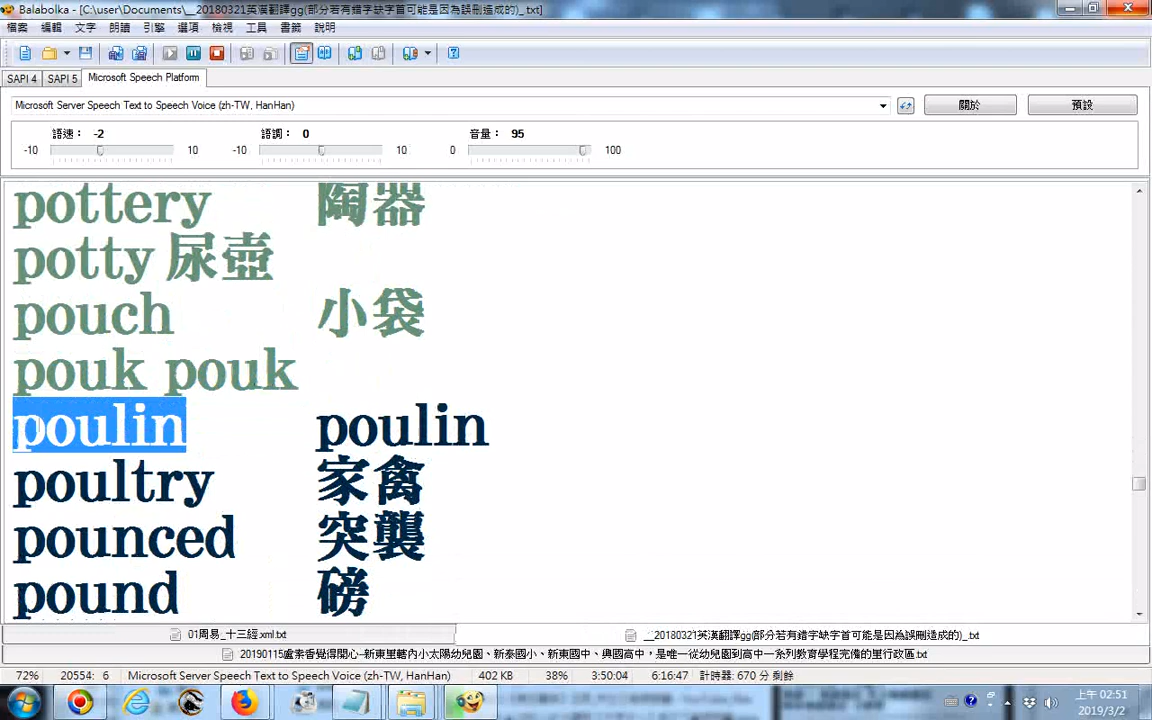 Balabolka - [C:\user\Documents\__20180321英漢翻譯gg(部分若有錯字缺字首可能是因為誤刪造成的)_.txt]
檔案 編輯 文字 朗讀 引擎 選項 檢視 工具 書籤 說明
SAPI 4 SAPI 5 Microsoft Speech Platform
Microsoft Server Speech Text to Speech Voice (zh-TW, HanHan) 關於 預設
語速： -2 語調： 0 音量： 95
-10 10 -10 10 0 100
pottery 陶器
potty 尿壺
pouch 小袋
pouk pouk
poulin poulin
poultry 家禽
pounced 突襲
pound 磅
01周易_十三經.xml.txt __20180321英漢翻譯gg(部分若有錯字缺字首可能是因為誤刪造成的)_.txt
20190115盧素香覺得開心-新東里轄內小太陽幼兒園、新泰國小、新東國中、興國高中，是唯一從幼兒園到高中一系列教育學程完備的里行政區.txt
72% 20554: 6 Microsoft Server Speech Text to Speech Voice (zh-TW, HanHan) 402 KB 38% 3:50:04 6:16:47 計時器: 670 分 剩餘
上午 02:51
2019/3/2